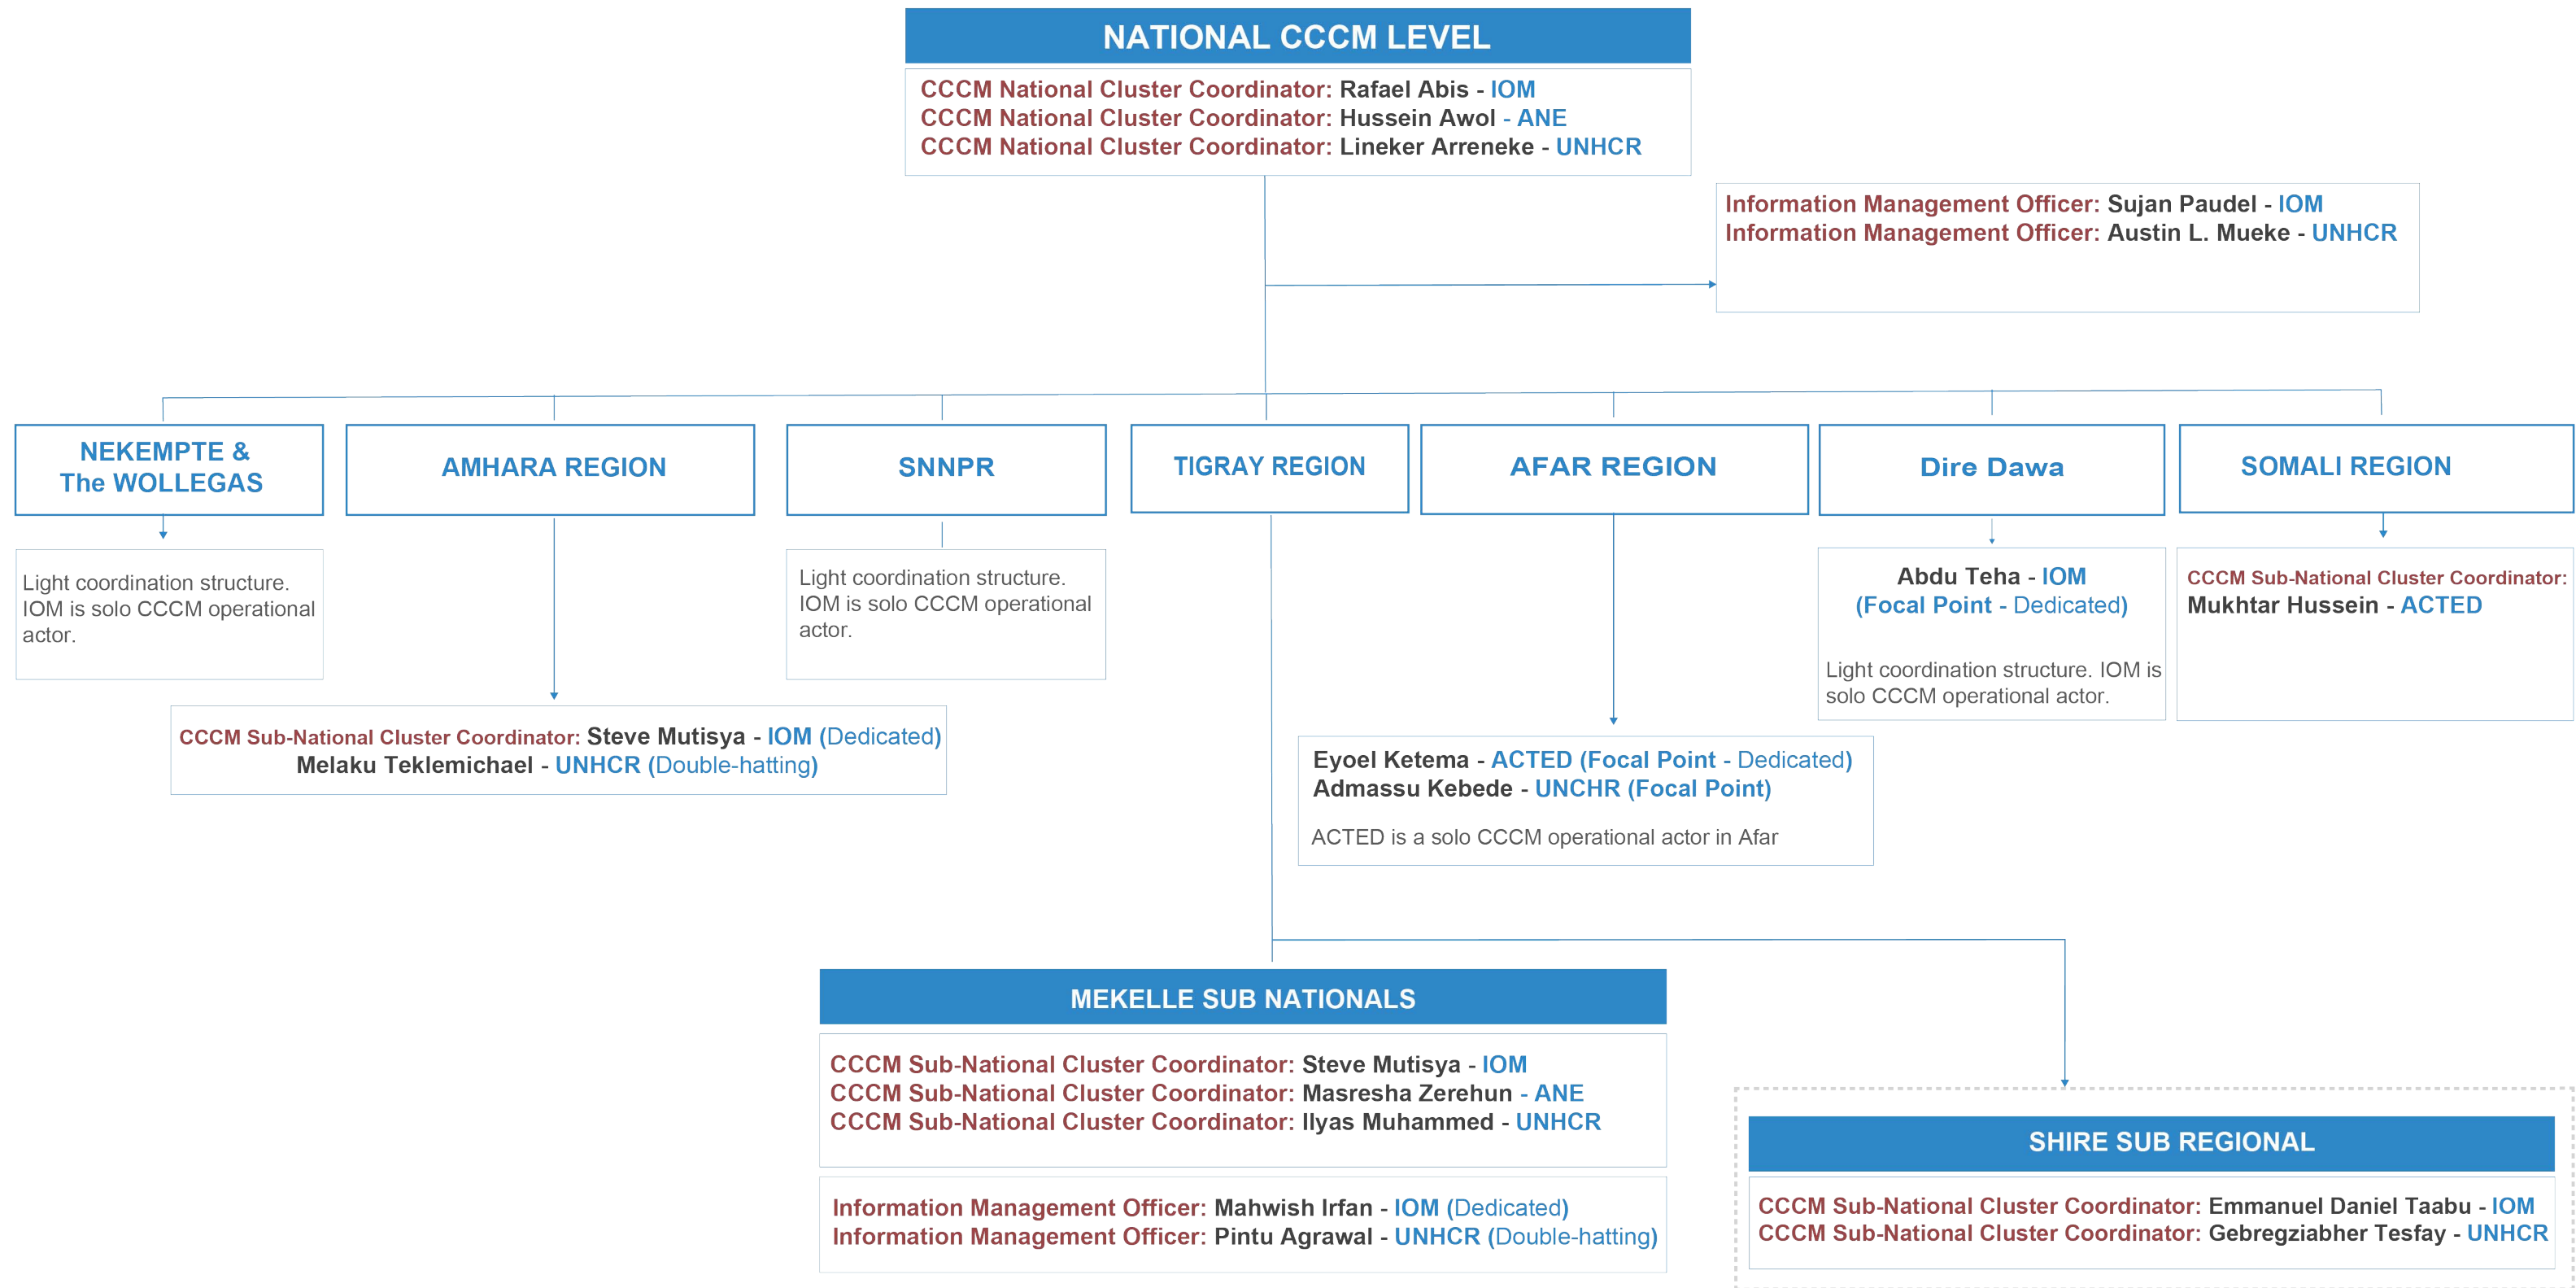 NATIONAL CCCM LEVEL
CCCM National Cluster Coordinator: Rafael Abis - IOM
CCCM National Cluster Coordinator: Hussein Awol - ANE
CCCM National Cluster Coordinator: Lineker Arreneke - UNHCR
Information Management Officer: Sujan Paudel - IOM
Information Management Officer: Austin L. Mueke - UNHCR
NEKEMPTE &
The WOLLEGAS
AMHARA REGION
SNNPR
TIGRAY REGION
AFAR REGION
Dire Dawa
SOMALI REGION
Light coordination structure.
IOM is solo CCCM operational
actor.
CCCM Sub-National Cluster Coordinator: Steve Mutisya - IOM (Dedicated)
Melaku Teklemichael - UNHCR (Double-hatting)
Light coordination structure.
IOM is solo CCCM operational
actor.
Eyoel Ketema - ACTED (Focal Point - Dedicated)
Admassu Kebede - UNCHR (Focal Point)
ACTED is a solo CCCM operational actor in Afar
Abdu Teha - IOM
(Focal Point - Dedicated)
Light coordination structure. IOM is
solo CCCM operational actor.
CCCM Sub-National Cluster Coordinator:
Mukhtar Hussein - ACTED
MEKELLE SUB NATIONALS
CCCM Sub-National Cluster Coordinator: Steve Mutisya - IOM
CCCM Sub-National Cluster Coordinator: Masresha Zerehun - ANE
CCCM Sub-National Cluster Coordinator: Ilyas Muhammed - UNHCR
Information Management Officer: Mahwish Irfan - IOM (Dedicated)
Information Management Officer: Pintu Agrawal - UNHCR (Double-hatting)
SHIRE SUB REGIONAL
CCCM Sub-National Cluster Coordinator: Emmanuel Daniel Taabu - IOM
CCCM Sub-National Cluster Coordinator: Gebregziabher Tesfay - UNHCR